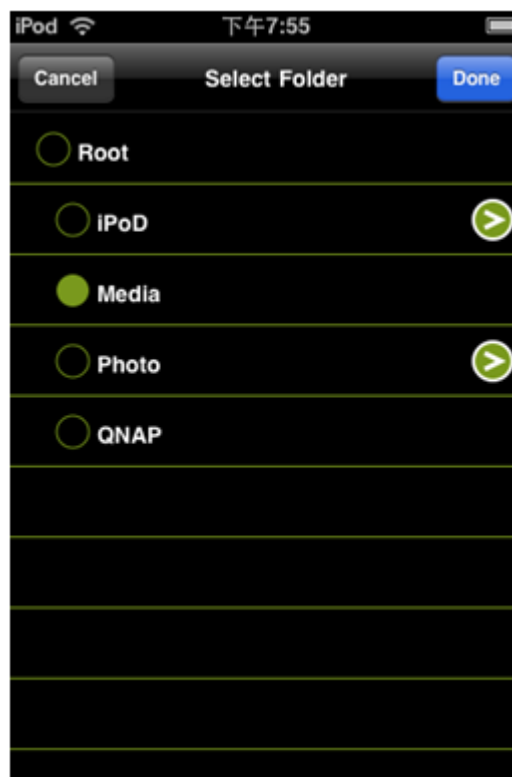 iPod 下午7:55
Cancel Select Folder Done
Root
iPoD
Media
Photo
QNAP